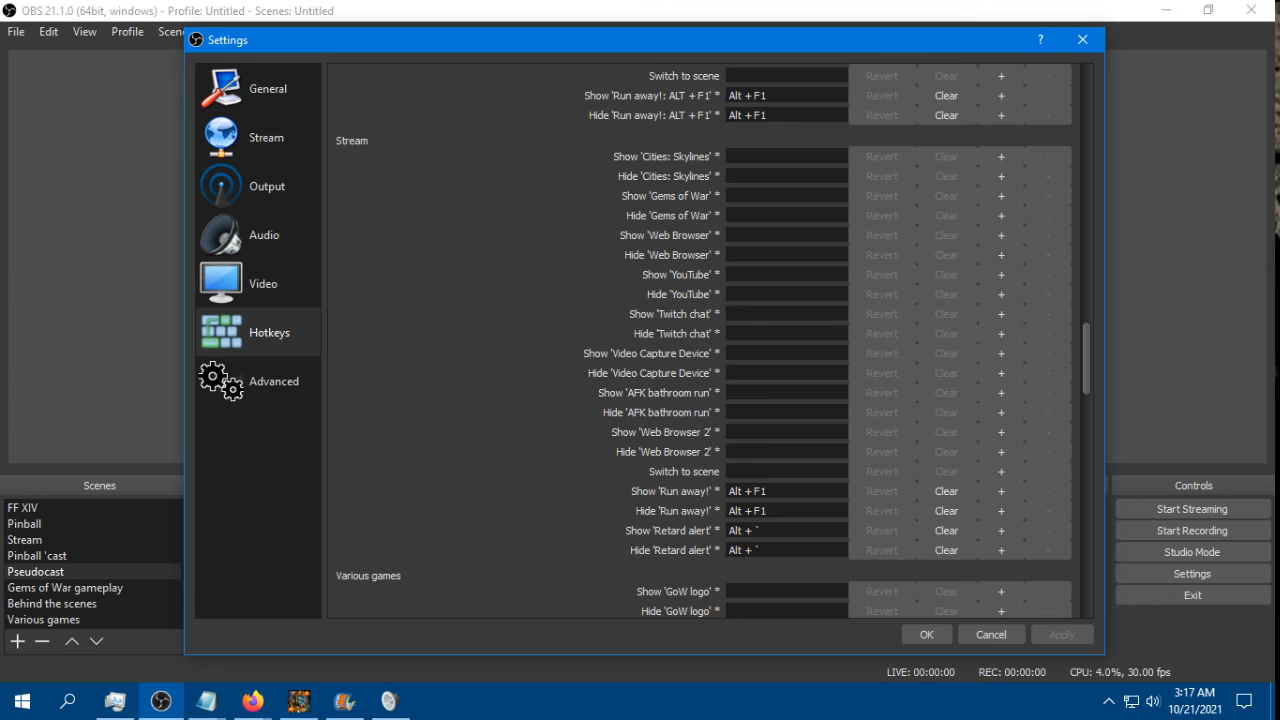 OBS 21.1.0 (64bit, windows) - Profile: Untitled - Scenes: Untitled
File Edit View Profile Scen
Settings ?
General
Stream
Output
Audio
Video
Hotkeys
Advanced
Switch to scene Revert Clear + -
Show 'Run away!: ALT + F1' * Alt + F1 Revert Clear + -
Hide 'Run away!: ALT + F1' * Alt + F1 Revert Clear + -
Stream
Show 'Cities: Skylines' * Revert Clear + -
Hide 'Cities: Skylines' * Revert Clear + -
Show 'Gems of War' * Revert Clear + -
Hide 'Gems of War' * Revert Clear + -
Show 'Web Browser' * Revert Clear + -
Hide 'Web Browser' * Revert Clear + -
Show 'YouTube' * Revert Clear + -
Hide 'YouTube' * Revert Clear + -
Show 'Twitch chat' * Revert Clear + -
Hide 'Twitch chat' * Revert Clear + -
Show 'Video Capture Device' * Revert Clear + -
Hide 'Video Capture Device' * Revert Clear + -
Show 'AFK bathroom run' * Revert Clear + -
Hide 'AFK bathroom run' * Revert Clear + -
Show 'Web Browser 2' * Revert Clear + -
Hide 'Web Browser 2' * Revert Clear + -
Switch to scene Revert Clear + -
Show 'Run away!' * Alt + F1 Revert Clear + -
Hide 'Run away!' * Alt + F1 Revert Clear + -
Show 'Retard alert' * Alt + ` Revert Clear + -
Hide 'Retard alert' * Alt + ` Revert Clear + -
Various games
Show 'GoW logo' * Revert Clear + -
Hide 'GoW logo' * Revert Clear + -
OK Cancel Apply
Scenes
FF XIV
Pinball
Stream
Pinball 'cast
Pseudocast
Gems of War gameplay
Behind the scenes
Various games
Controls
Start Streaming
Start Recording
Studio Mode
Settings
Exit
LIVE: 00:00:00 REC: 00:00:00 CPU: 4.0%, 30.00 fps
3:17 AM
10/21/2021